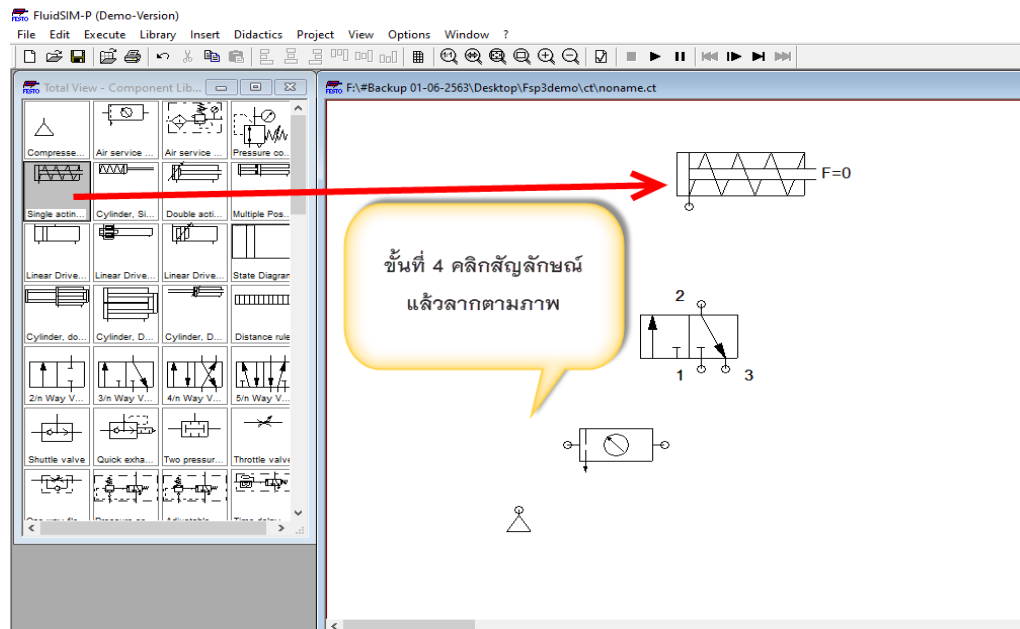 FluidSIM-P (Demo-Version)
File Edit Execute Library Insert Didactics Project View Options Window ?
Total View - Component Lib...
F:\#Backup 01-06-2563\Desktop\Fsp3demo\ct\noname.ct
Compresse... Air service ... Air service ... Pressure co...
Single actin... Cylinder, Si... Double acti... Multiple Pos...
Linear Drive... Linear Drive... Linear Drive... State Diagram
Cylinder, do... Cylinder, D... Cylinder, D... Distance rule
2/n Way V... 3/n Way V... 4/n Way V... 5/n Way V...
Shuttle valve Quick exha... Two pressur... Throttle valve
F=0
ขั้นที่ 4 คลิกสัญลักษณ์
แล้วลากตามภาพ
2
1 3